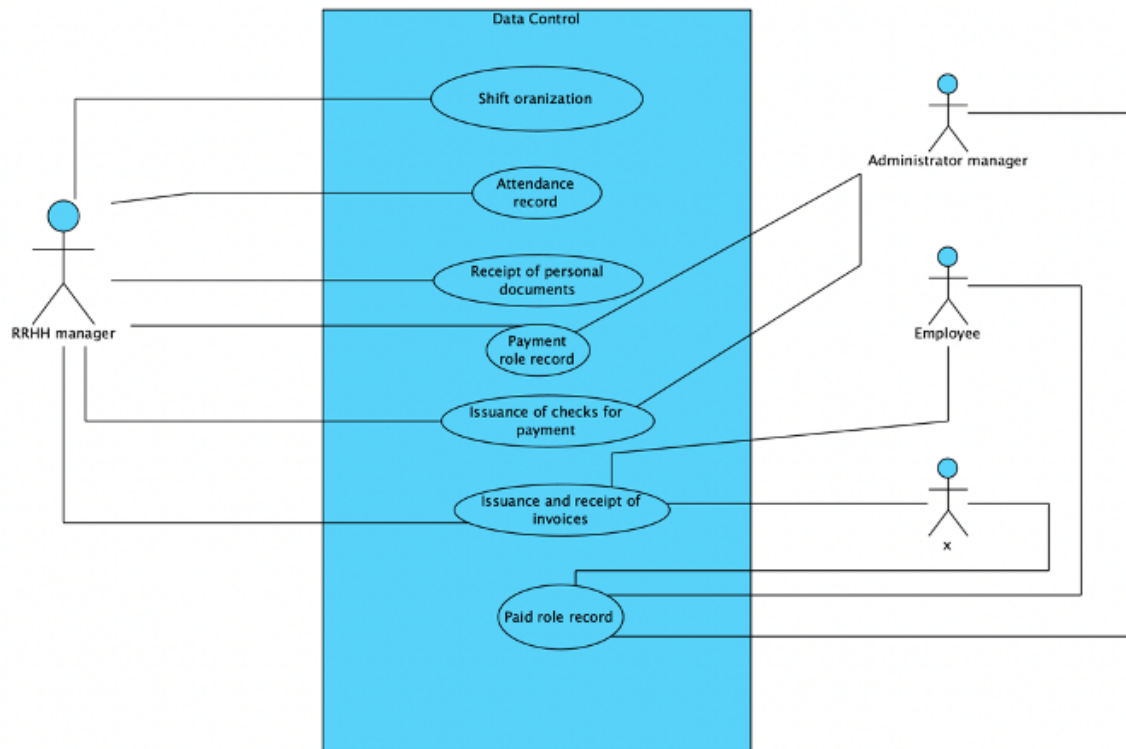 Data Control
Shift oranization
Administrator manager
Attendance
record
Receipt of personal
documents
RRHH manager
Employee
Payment
role record
Issuance of checks for
payment
Issuance and receipt of
invoices
x
Paid role record